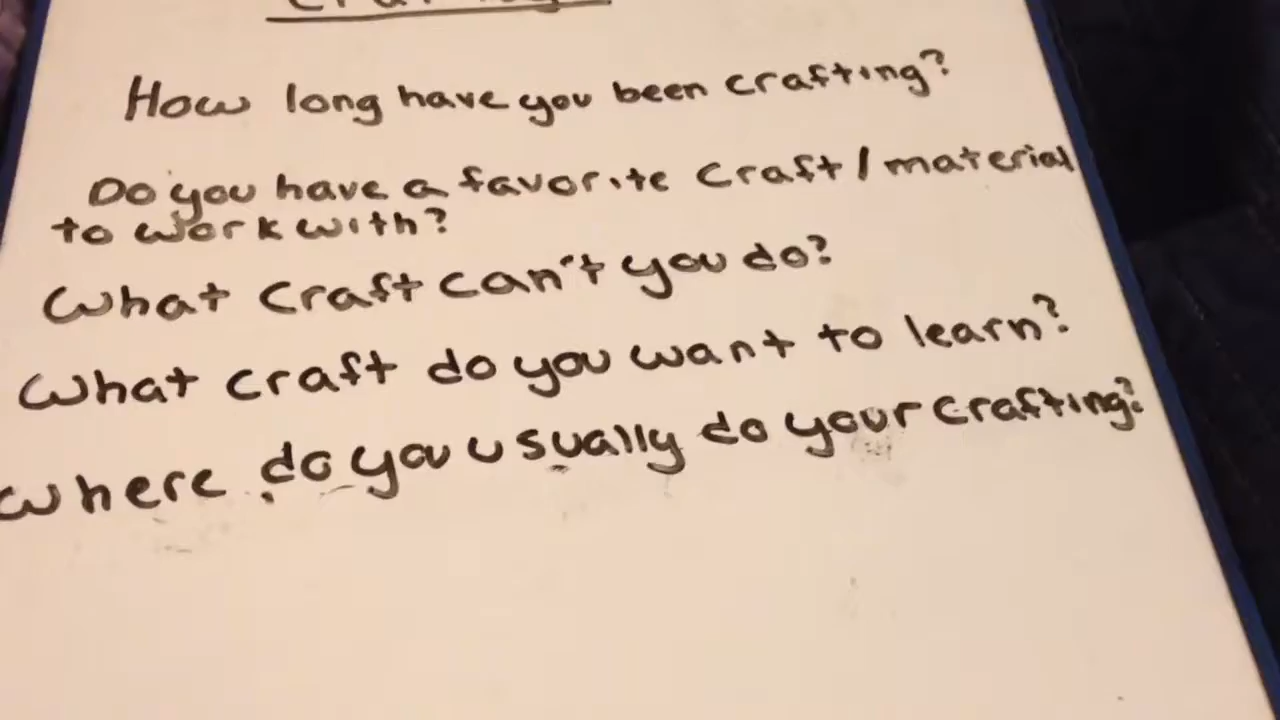 How long have you been crafting?
Do you have a favorite craft/material
to work with?
What craft can't you do?
What craft do you want to learn?
Where do you usually do your crafting?